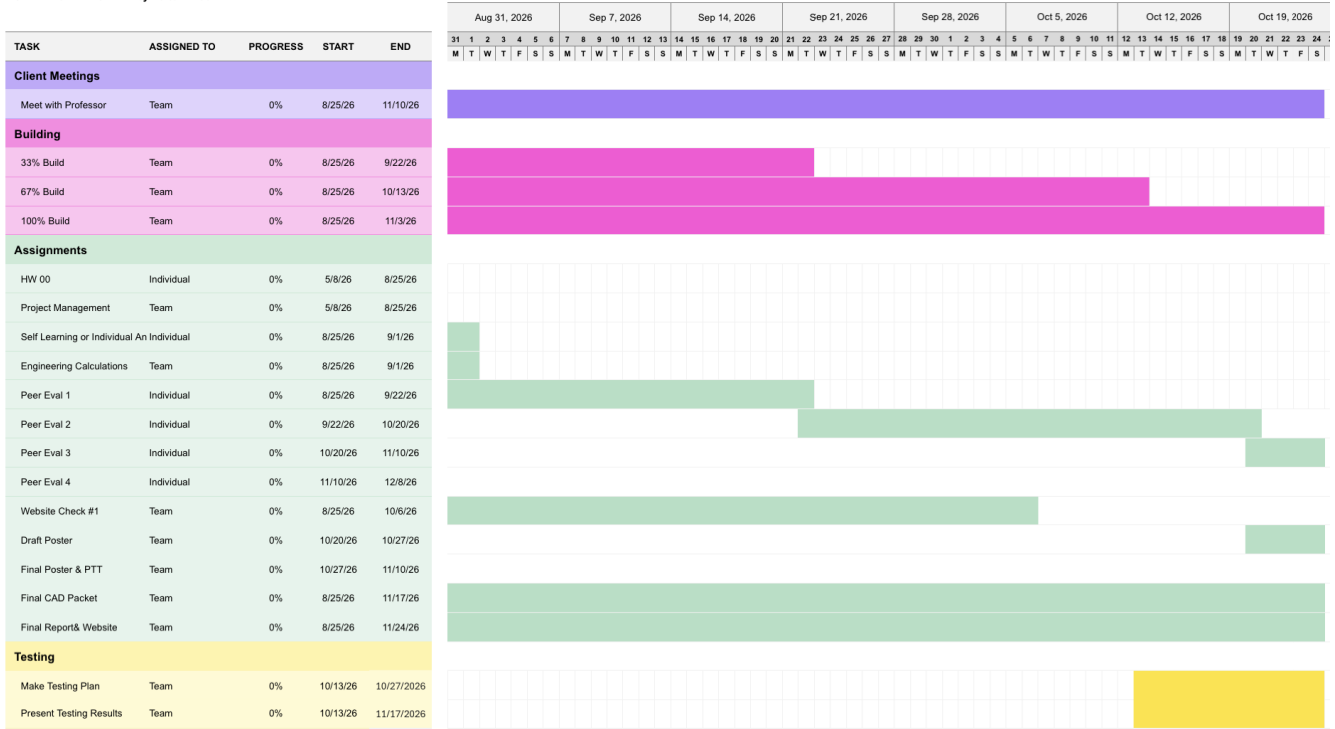 Aug 31, 2026 Sep 7, 2026 Sep 14, 2026 Sep 21, 2026 Sep 28, 2026 Oct 5, 2026 Oct 12, 2026 Oct 19, 2026
31 1 2 3 4 5 6 7 8 9 10 11 12 13 14 15 16 17 18 19 20 21 22 23 24 25 26 27 28 29 30 1 2 3 4 5 6 7 8 9 10 11 12 13 14 15 16 17 18 19 20 21 22 23 24
TASK ASSIGNED TO PROGRESS START END
M T W T F S S M T W T F S S M T W T F S S M T W T F S S M T W T F S S M T W T F S S M T W T F S S M T W T F S
Client Meetings
Meet with Professor Team 0% 8/25/26 11/10/26
Building
33% Build Team 0% 8/25/26 9/22/26
67% Build Team 0% 8/25/26 10/13/26
100% Build Team 0% 8/25/26 11/3/26
Assignments
HW 00 Individual 0% 5/8/26 8/25/26
Project Management Team 0% 5/8/26 8/25/26
Self Learning or Individual An Individual 0% 8/25/26 9/1/26
Engineering Calculations Team 0% 8/25/26 9/1/26
Peer Eval 1 Individual 0% 8/25/26 9/22/26
Peer Eval 2 Individual 0% 9/22/26 10/20/26
Peer Eval 3 Individual 0% 10/20/26 11/10/26
Peer Eval 4 Individual 0% 11/10/26 12/8/26
Website Check #1 Team 0% 8/25/26 10/6/26
Draft Poster Team 0% 10/20/26 10/27/26
Final Poster & PTT Team 0% 10/27/26 11/10/26
Final CAD Packet Team 0% 8/25/26 11/17/26
Final Report& Website Team 0% 8/25/26 11/24/26
Testing
Make Testing Plan Team 0% 10/13/26 10/27/2026
Present Testing Results Team 0% 10/13/26 11/17/2026